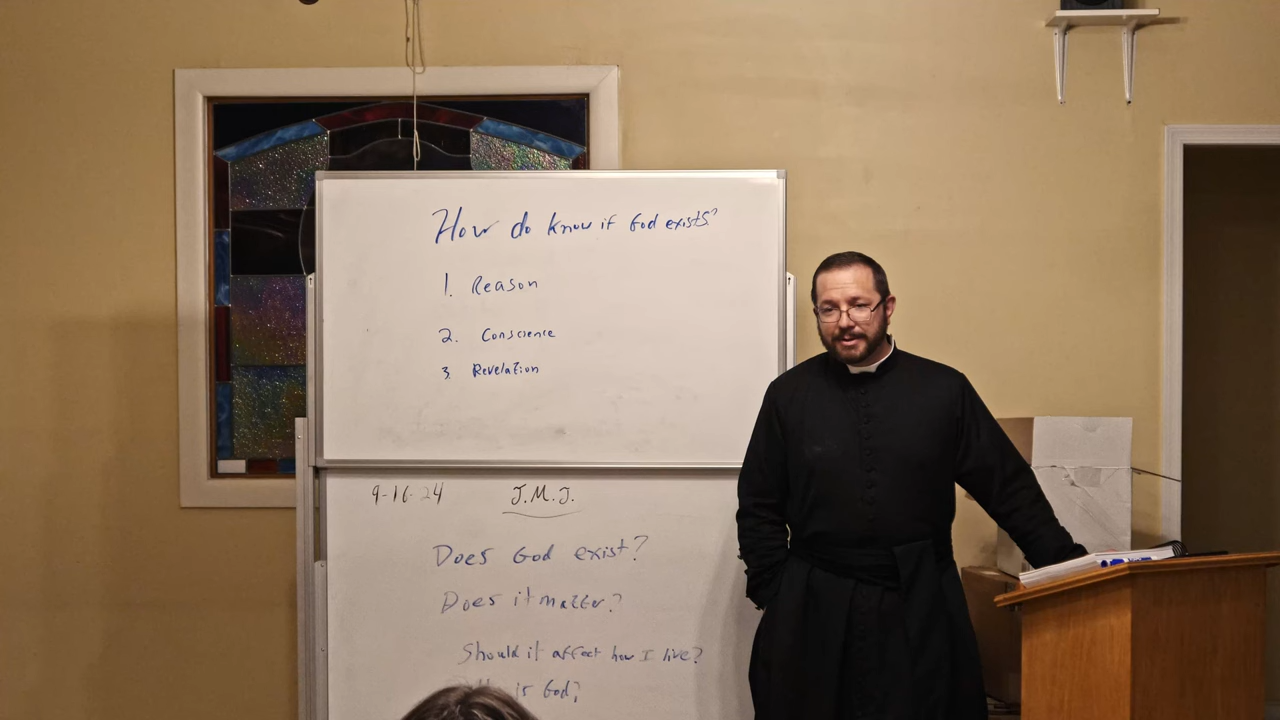 How do know if God exists?
1. Reason
2. Conscience
3. Revelation
9-16-24 J.M.J.
Does God exist?
Does it matter?
Should it affect how I live?
is God?